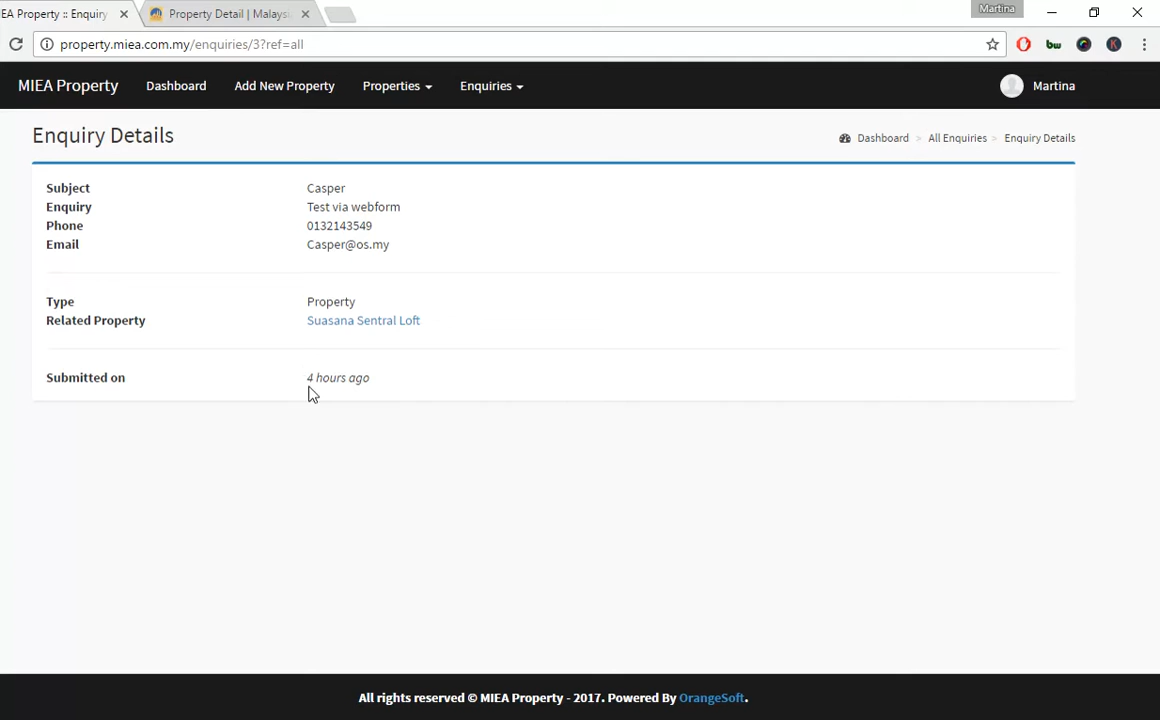 EA Property :: Enquiry
Property Detail | Malaysi
Martina
property.miea.com.my/enquiries/3?ref=all
bw
K
MIEA Property Dashboard Add New Property Properties Enquiries Martina
Enquiry Details
Dashboard > All Enquiries > Enquiry Details
Subject Casper
Enquiry Test via webform
Phone 0132143549
Email Casper@os.my
Type Property
Related Property Suasana Sentral Loft
Submitted on 4 hours ago
All rights reserved © MIEA Property - 2017. Powered By OrangeSoft.